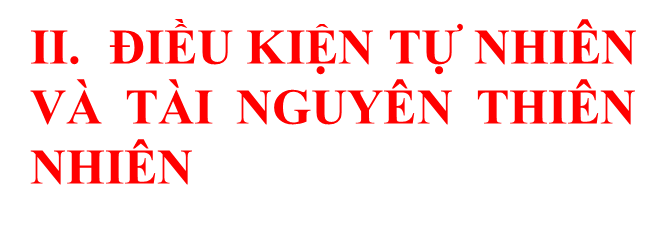 II. ĐIỀU KIỆN TỰ NHIÊN
VÀ TÀI NGUYÊN THIÊN
NHIÊN